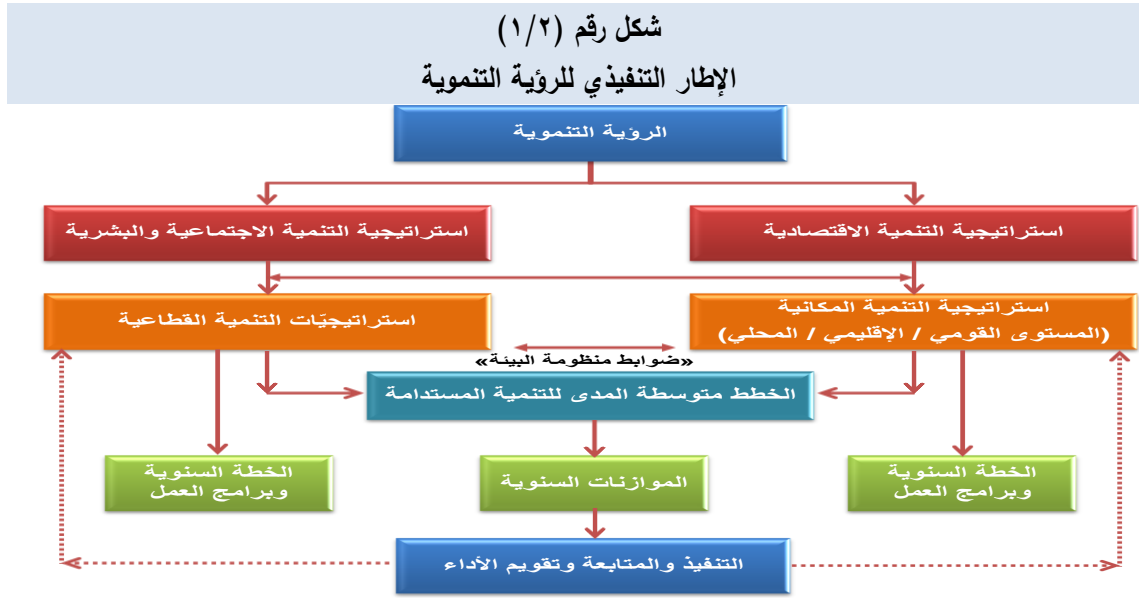 شكل رقم (١/٢)
الإطار التنفيذي للرؤية التنموية
الرؤية التنموية
استراتيجية التنمية الاقتصادية
استراتيجية التنمية الاجتماعية والبشرية
استراتيجية التنمية المكانية
(المستوى القومي / الإقليمي / المحلي)
استراتيجيّات التنمية القطاعية
«ضوابط منظومة البيئة»
الخطط متوسطة المدى للتنمية المستدامة
الخطة السنوية
وبرامج العمل
الموازنات السنوية
الخطة السنوية
وبرامج العمل
التنفيذ والمتابعة وتقويم الأداء